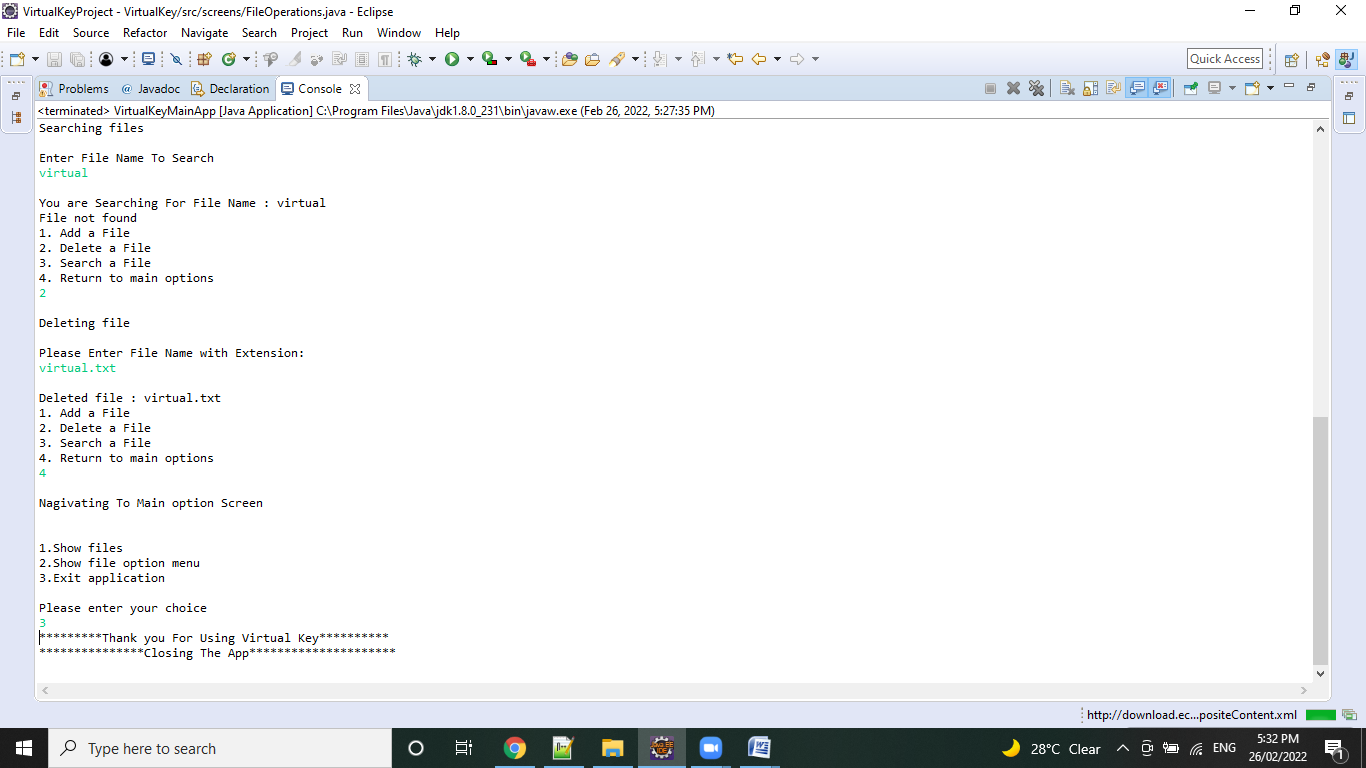 VirtualKeyProject - VirtualKey/src/screens/FileOperations.java - Eclipse
File Edit Source Refactor Navigate Search Project Run Window Help
Quick Access
Problems @ Javadoc Declaration Console
<terminated> VirtualKeyMainApp [Java Application] C:\Program Files\Java\jdk1.8.0_231\bin\javaw.exe (Feb 26, 2022, 5:27:35 PM)
Searching files
Enter File Name To Search
virtual
You are Searching For File Name : virtual
File not found
1. Add a File
2. Delete a File
3. Search a File
4. Return to main options
2
Deleting file
Please Enter File Name with Extension:
virtual.txt
Deleted file : virtual.txt
1. Add a File
2. Delete a File
3. Search a File
4. Return to main options
4
Nagivating To Main option Screen
1.Show files
2.Show file option menu
3.Exit application
Please enter your choice
3
*********Thank you For Using Virtual Key**********
***************Closing The App*********************
http://download.ec...positeContent.xml
Type here to search
28°C Clear
ENG
5:32 PM
26/02/2022
1